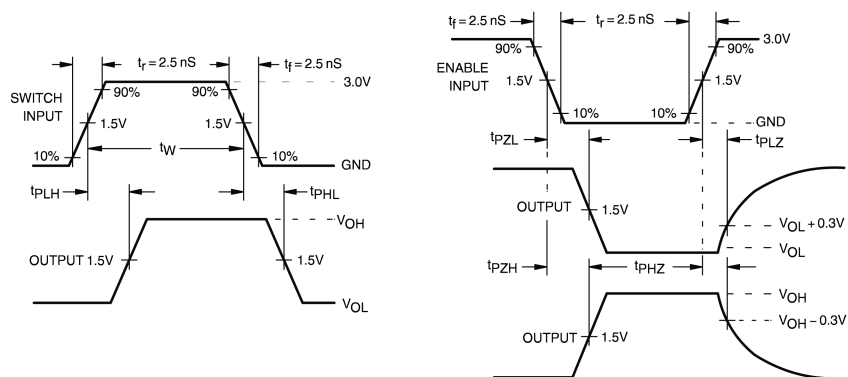 tr = 2.5 nS
tf = 2.5 nS
3.0V
SWITCH
INPUT
90%
90%
1.5V
1.5V
tW
10%
10%
GND
tPLH
tPHL
VOH
OUTPUT 1.5V
1.5V
VOL
tf = 2.5 nS
tr = 2.5 nS
3.0V
90%
90%
ENABLE
INPUT
1.5V
1.5V
10%
10%
GND
tPZL
tPLZ
OUTPUT
1.5V
VOL + 0.3V
VOL
tPZH
tPHZ
VOH
VOH – 0.3V
OUTPUT
1.5V